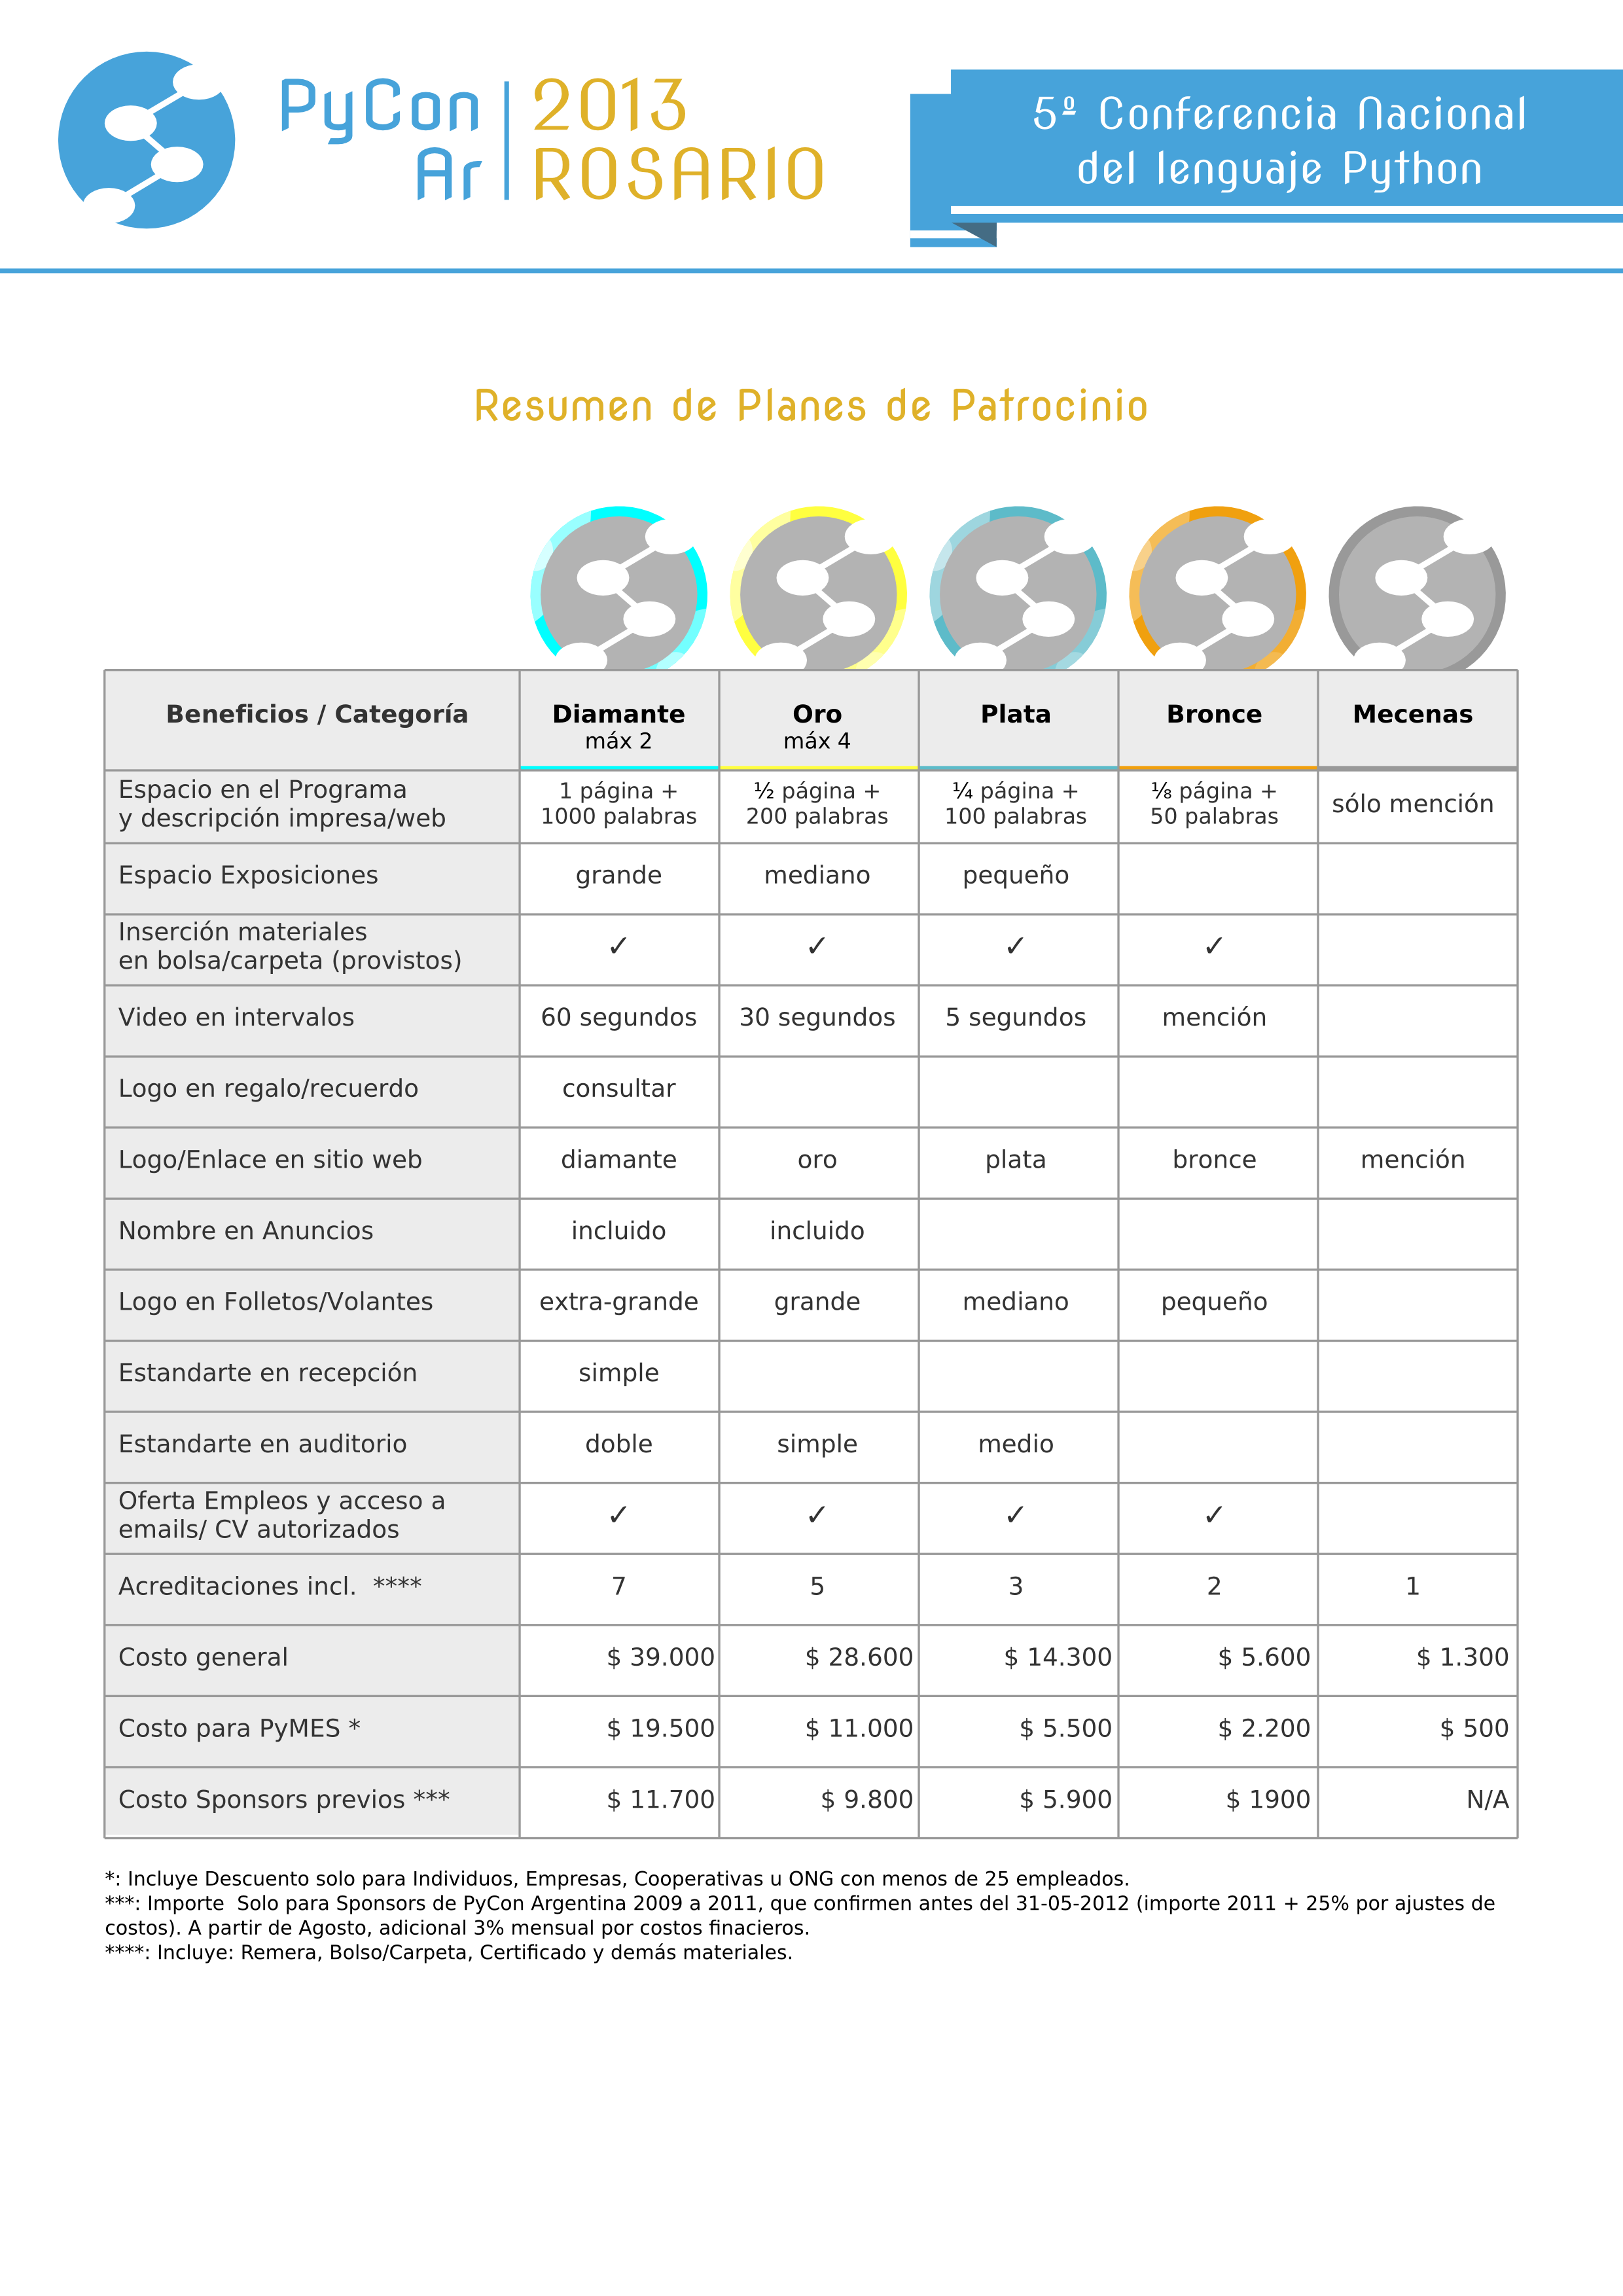 PyCon
Ar
2013
ROSARIO
5º Conferencia Nacional
del lenguaje Python
Resumen de Planes de Patrocinio
Beneficios / Categoría Diamante Oro Plata Bronce Mecenas
máx 2 máx 4
Espacio en el Programa
y descripción impresa/web
1 página +
1000 palabras
½ página +
200 palabras
¼ página +
100 palabras
⅛ página +
50 palabras
sólo mención
Espacio Exposiciones grande mediano pequeño
Inserción materiales
en bolsa/carpeta (provistos)
✓ ✓ ✓ ✓
Video en intervalos 60 segundos 30 segundos 5 segundos mención
Logo en regalo/recuerdo consultar
Logo/Enlace en sitio web diamante oro plata bronce mención
Nombre en Anuncios incluido incluido
Logo en Folletos/Volantes extra-grande grande mediano pequeño
Estandarte en recepción simple
Estandarte en auditorio doble simple medio
Oferta Empleos y acceso a
emails/ CV autorizados
✓ ✓ ✓ ✓
Acreditaciones incl.  **** 7 5 3 2 1
Costo general $ 39.000 $ 28.600 $ 14.300 $ 5.600 $ 1.300
Costo para PyMES * $ 19.500 $ 11.000 $ 5.500 $ 2.200 $ 500
Costo Sponsors previos *** $ 11.700 $ 9.800 $ 5.900 $ 1900 N/A
*: Incluye Descuento solo para Individuos, Empresas, Cooperativas u ONG con menos de 25 empleados.
***: Importe  Solo para Sponsors de PyCon Argentina 2009 a 2011, que confirmen antes del 31-05-2012 (importe 2011 + 25% por ajustes de
costos). A partir de Agosto, adicional 3% mensual por costos finacieros.
****: Incluye: Remera, Bolso/Carpeta, Certificado y demás materiales.